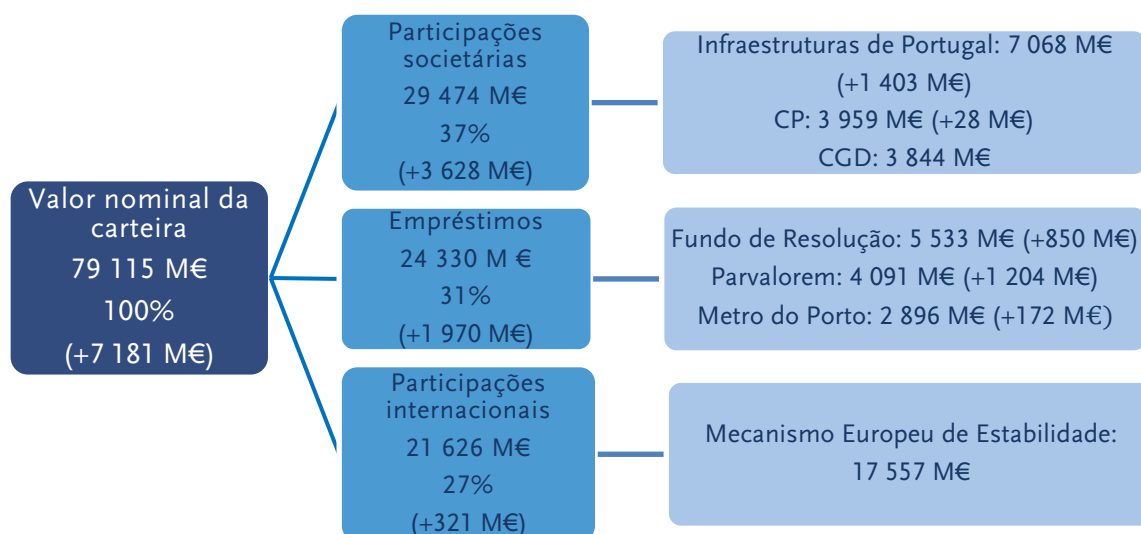 Valor nominal da
carteira
79 115 M€
100%
(+7 181 M€)
Participações
societárias
29 474 M€
37%
(+3 628 M€)
Infraestruturas de Portugal: 7 068 M€
(+1 403 M€)
CP: 3 959 M€ (+28 M€)
CGD: 3 844 M€
Empréstimos
24 330 M €
31%
(+1 970 M€)
Fundo de Resolução: 5 533 M€ (+850 M€)
Parvalorem: 4 091 M€ (+1 204 M€)
Metro do Porto: 2 896 M€ (+172 M€)
Participações
internacionais
21 626 M€
27%
(+321 M€)
Mecanismo Europeu de Estabilidade:
17 557 M€